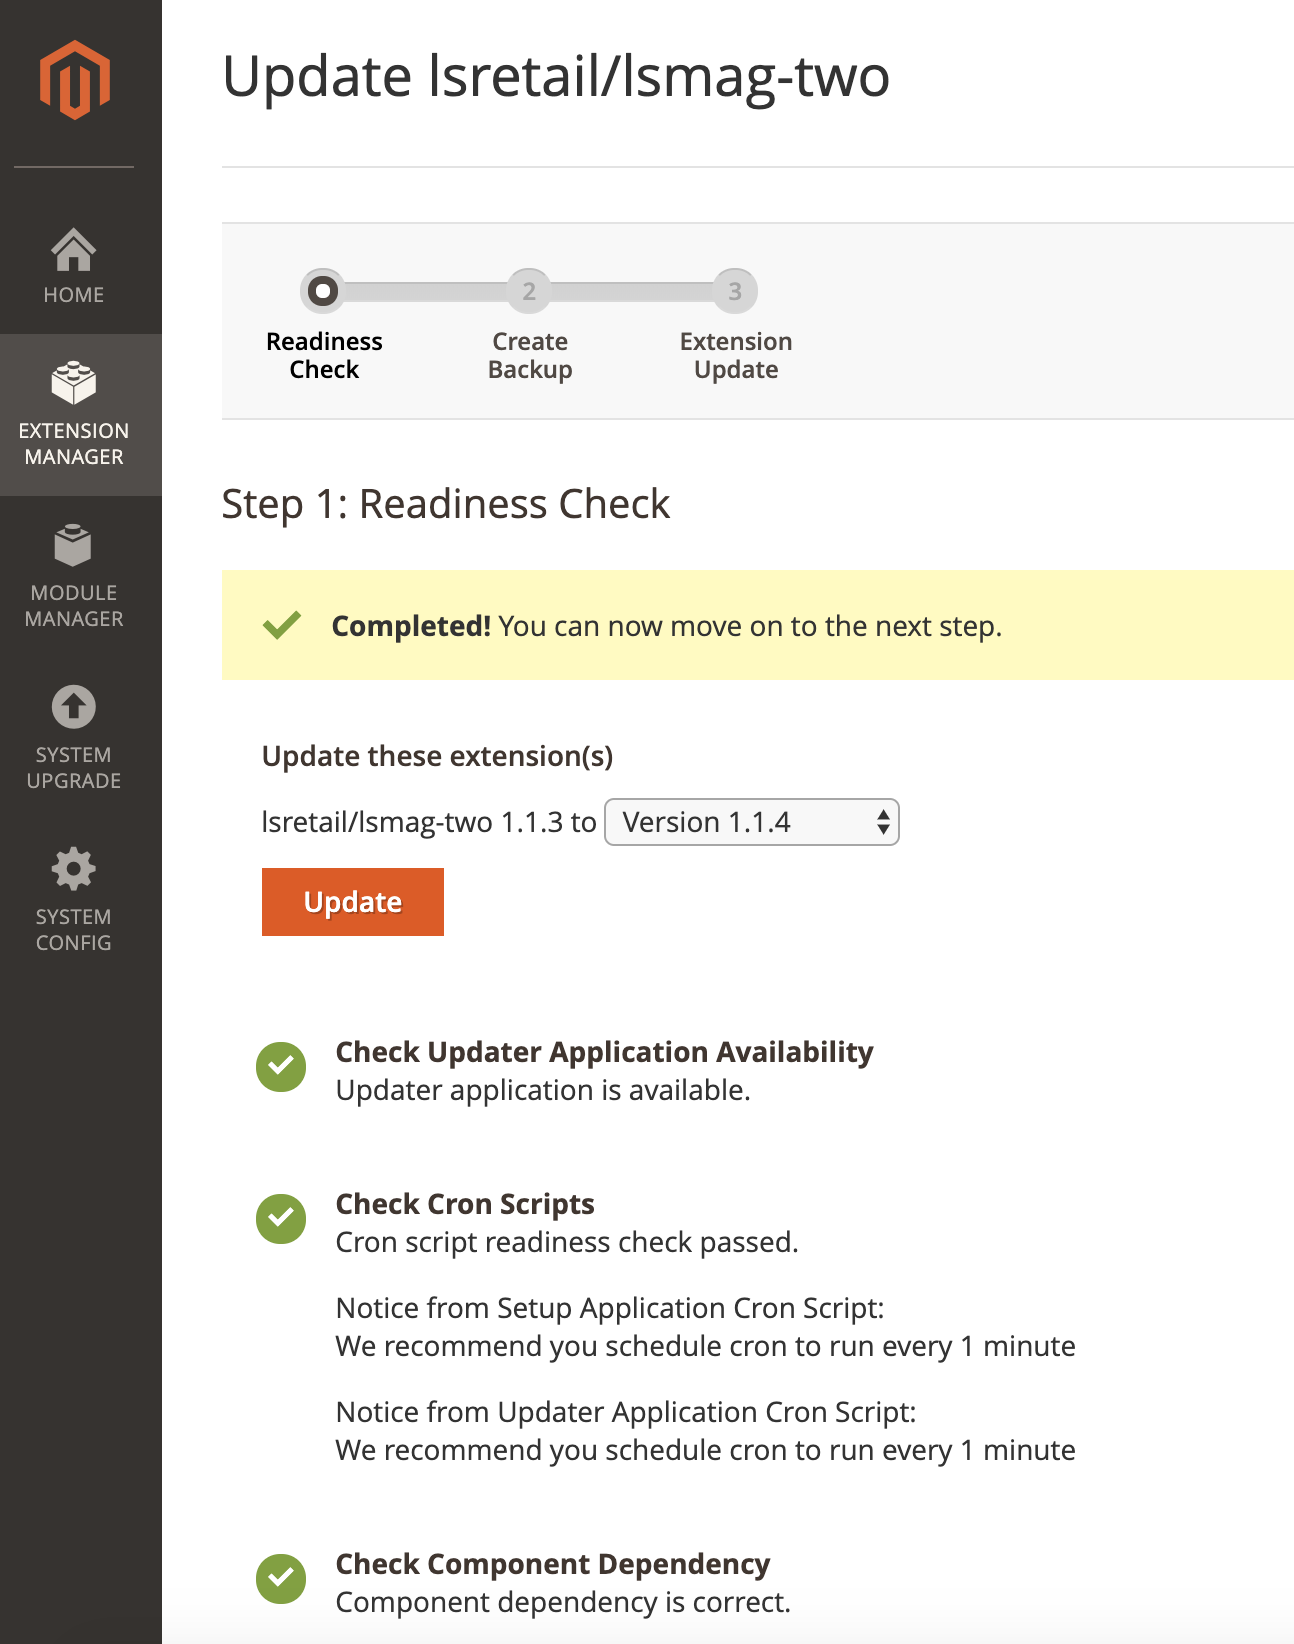 Update lsretail/lsmag-two
HOME
EXTENSION
MANAGER
MODULE
MANAGER
SYSTEM
UPGRADE
SYSTEM
CONFIG
2
3
Readiness
Check
Create
Backup
Extension
Update
Step 1: Readiness Check
Completed! You can now move on to the next step.
Update these extension(s)
lsretail/lsmag-two 1.1.3 to Version 1.1.4
Update
Check Updater Application Availability
Updater application is available.
Check Cron Scripts
Cron script readiness check passed.
Notice from Setup Application Cron Script:
We recommend you schedule cron to run every 1 minute
Notice from Updater Application Cron Script:
We recommend you schedule cron to run every 1 minute
Check Component Dependency
Component dependency is correct.